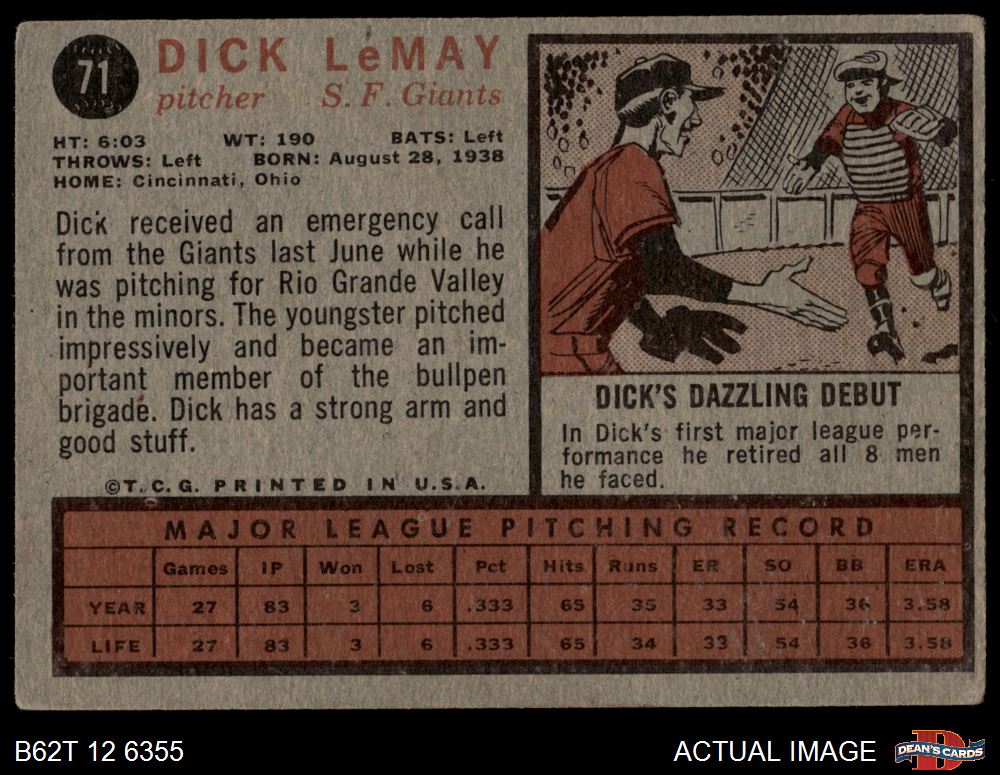 71
DICK LeMAY
pitcher S. F. Giants
HT: 6:03 WT: 190 BATS: Left
THROWS: Left BORN: August 28, 1938
HOME: Cincinnati, Ohio
Dick received an emergency call
from the Giants last June while he
was pitching for Rio Grande Valley
in the minors. The youngster pitched
impressively and became an im-
portant member of the bullpen
brigade. Dick has a strong arm and
good stuff.
©T. C. G. PRINTED IN U.S.A.
DICK'S DAZZLING DEBUT
In Dick's first major league per-
formance he retired all 8 men
he faced.
MAJOR LEAGUE PITCHING RECORD
Games IP Won Lost Pct Hits Runs ER SO BB ERA
YEAR 27 83 3 6 .333 65 35 33 54 36 3.58
LIFE 27 83 3 6 .333 65 34 33 54 36 3.58
B62T 12 6355 ACTUAL IMAGE DEAN'S CARDS